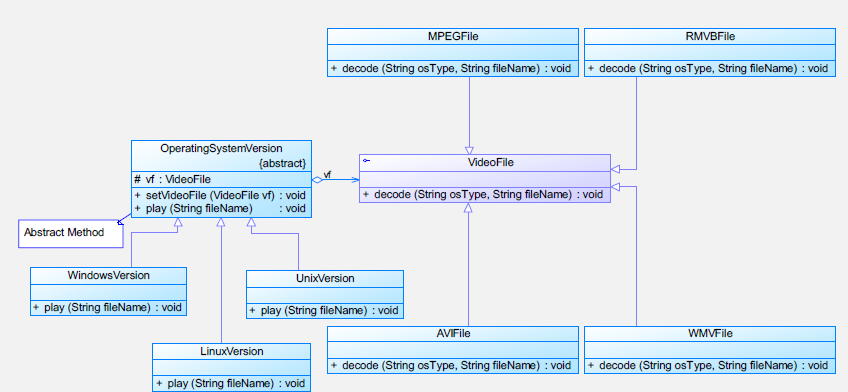 MPEGFile
+ decode (String osType, String fileName) : void
RMVBFile
+ decode (String osType, String fileName) : void
OperatingSystemVersion
{abstract}
# vf : VideoFile
+ setVideoFile (VideoFile vf) : void
+ play (String fileName) : void
vf
VideoFile
+ decode (String osType, String fileName) : void
Abstract Method
WindowsVersion
+ play (String fileName) : void
UnixVersion
+ play (String fileName) : void
LinuxVersion
+ play (String fileName) : void
AVIFile
+ decode (String osType, String fileName) : void
WMVFile
+ decode (String osType, String fileName) : void